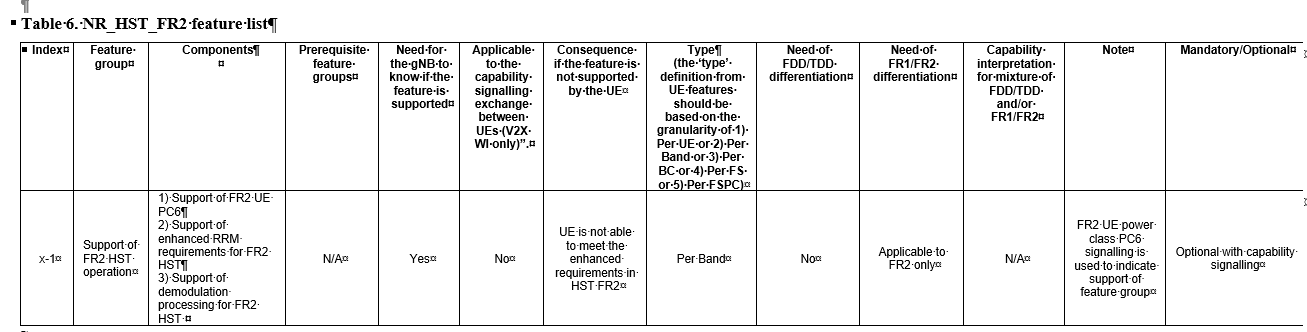 Table 6. NR_HST_FR2 feature list¶
Index¤
Feature group¤
Components¶
¤
Prerequisite feature groups¤
Need for the gNB to know if the feature is supported¤
Applicable to the capability signalling exchange between UEs (V2X WI only)”.¤
Consequence if the feature is not supported by the UE¤
Type¶
(the ‘type’ definition from UE features should be based on the granularity of 1) Per UE or 2) Per Band or 3) Per BC or 4) Per FS or 5) Per FSPC)¤
Need of FDD/TDD differentiation¤
Need of FR1/FR2 differentiation¤
Capability interpretation for mixture of FDD/TDD and/or FR1/FR2¤
Note¤
Mandatory/Optional¤
x-1¤
Support of FR2 HST operation¤
1) Support of FR2 UE PC6¶
2) Support of enhanced RRM requirements for FR2 HST¶
3) Support of demodulation processing for FR2 HST ¤
N/A¤
Yes¤
No¤
UE is not able to meet the enhanced requirements in HST FR2¤
Per Band¤
No¤
Applicable to FR2 only¤
N/A¤
FR2 UE power class PC6 signalling is used to indicate support of feature group¤
Optional with capability signalling¤